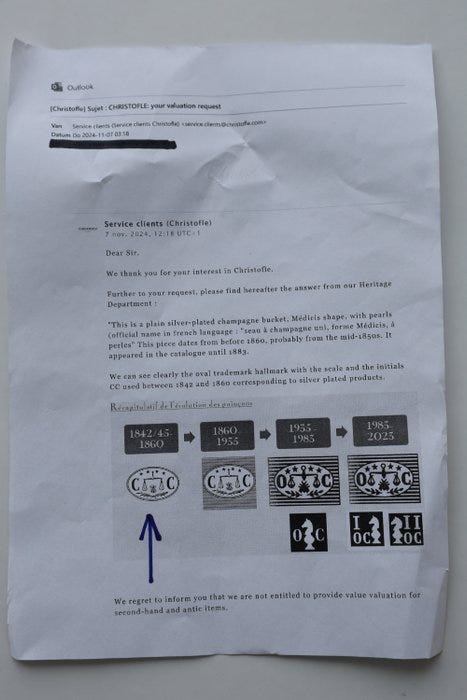 Outlook
[Christofle] Sujet : CHRISTOFLE: your valuation request
Van Service clients (Service clients Christofle) <service.clients@christofle.com>
Datum Do 2024-11-07 03:18
Service clients (Christofle)
7 nov. 2024, 12:18 UTC+1
Dear Sir,
We thank you for your interest in Christofle.
Further to your request, please find hereafter the answer from our Heritage
Department :
"This is a plain silver-plated champagne bucket, Médicis shape, with pearls
(official name in french language : "seau à champagne uni, forme Médicis, à
perles" This piece dates from before 1860, probably from the mid-1850s. It
appeared in the catalogue until 1883.
We can see clearly the oval trademark hallmark with the scale and the initials
CC used between 1842 and 1860 corresponding to silver plated products.
Récapitulatif de l'évolution des poinçons
1842/45-
1860
1860
1935
1935-
1983
1983-
2025
C C
C C
O C
O C
O C
I
OC
II
OC
We regret to inform you that we are not entitled to provide value valuation for
second-hand and antic items.